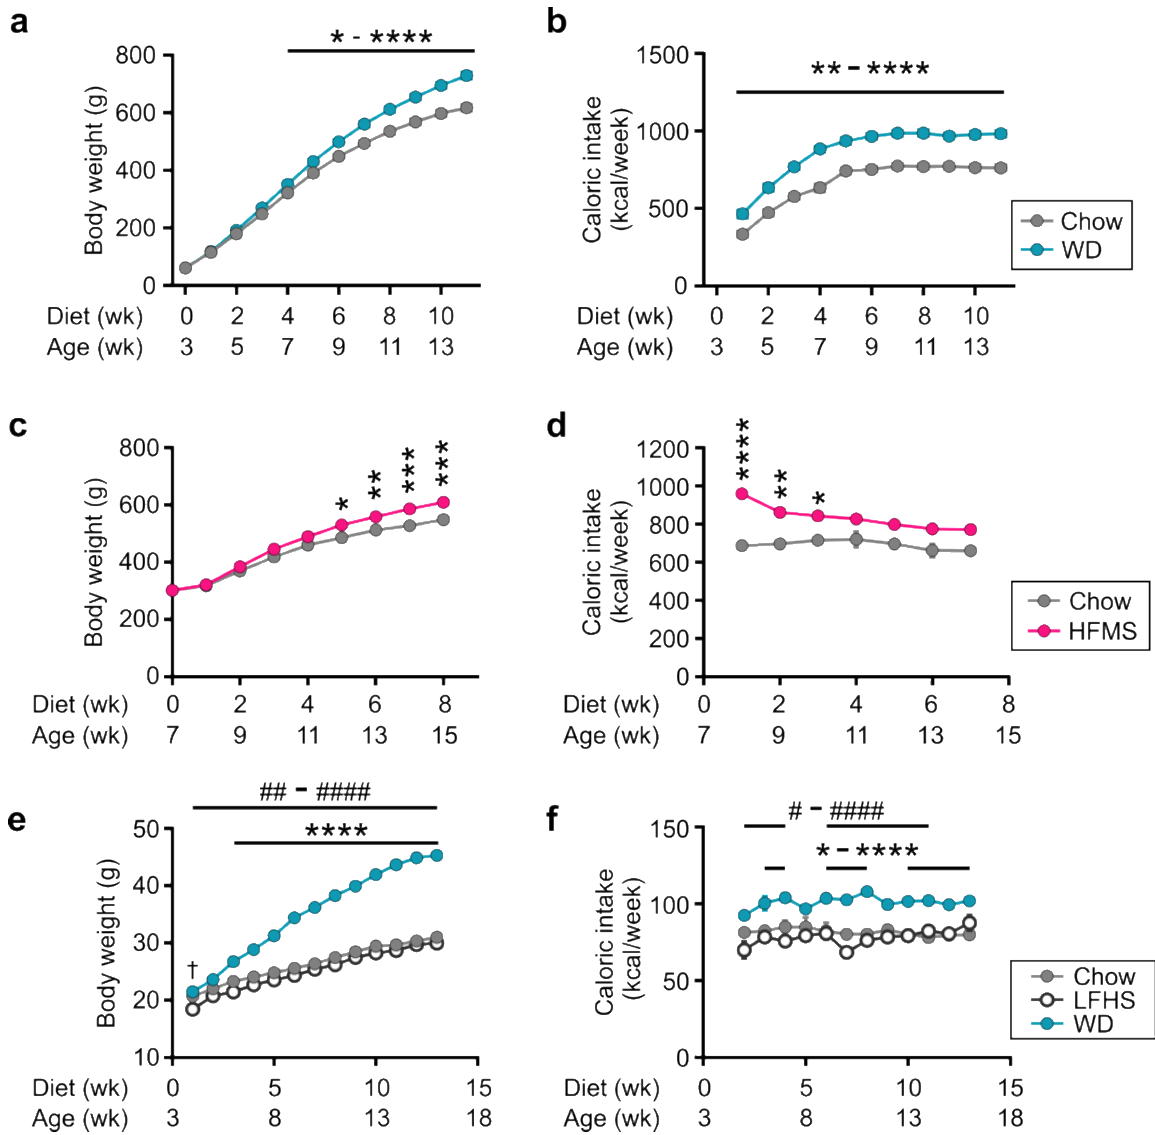 a
* - ****
800
600
400
200
0
Body weight (g)
Diet (wk) 0 2 4 6 8 10
Age (wk) 3 5 7 9 11 13
b
** - ****
1500
1000
500
0
Caloric intake
(kcal/week)
Diet (wk) 0 2 4 6 8 10
Age (wk) 3 5 7 9 11 13
Chow
WD
c
* ** *** ***
800
600
400
200
0
Body weight (g)
Diet (wk) 0 2 4 6 8
Age (wk) 7 9 11 13 15
d
**** ** *
1200
1000
800
600
400
200
0
Caloric intake
(kcal/week)
Diet (wk) 0 2 4 6 8
Age (wk) 7 9 11 13 15
Chow
HFMS
e
## - ####
****
†
50
40
30
20
10
Body weight (g)
Diet (wk) 0 5 10 15
Age (wk) 3 8 13 18
f
# - ####
* - ****
150
100
50
0
Caloric intake
(kcal/week)
Diet (wk) 0 5 10 15
Age (wk) 3 8 13 18
Chow
LFHS
WD